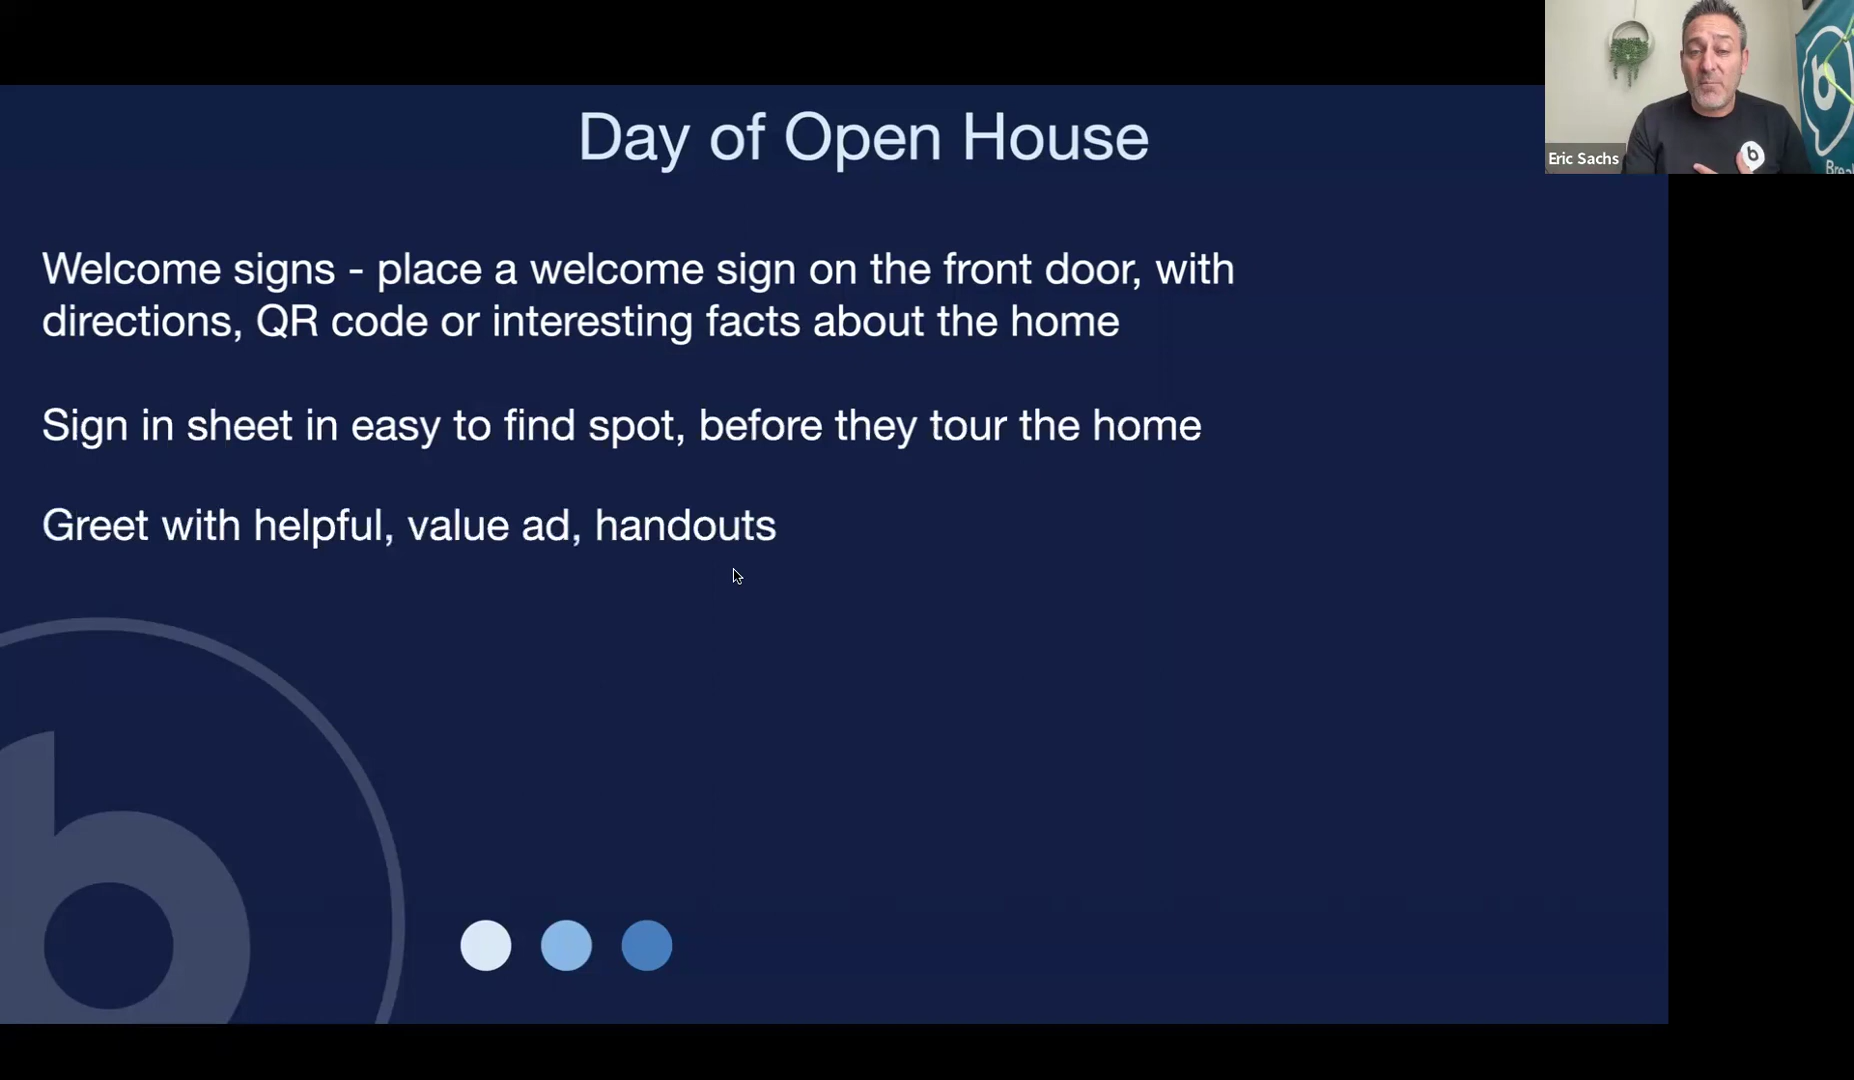 Day of Open House
Eric Sachs
Welcome signs - place a welcome sign on the front door, with
directions, QR code or interesting facts about the home
Sign in sheet in easy to find spot, before they tour the home
Greet with helpful, value ad, handouts
b
b
b